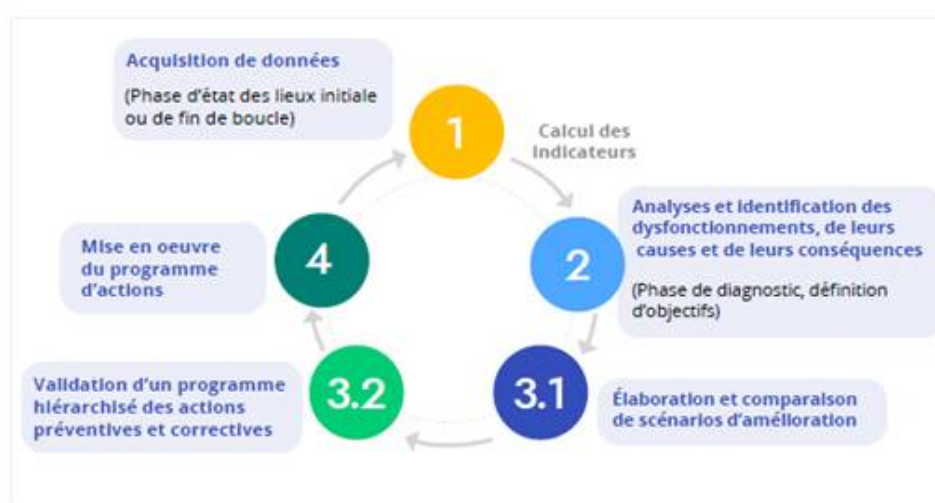 Acquisition de données
(Phase d'état des lieux initiale
ou de fin de boucle)
1
Calcul des
indicateurs
2
Analyses et identification des
dysfonctionnements, de leurs
causes et de leurs conséquences
(Phase de diagnostic, définition
d'objectifs)
3.1
Élaboration et comparaison
de scénarios d'amélloration
3.2
Validation d'un programme
hiérarchisé des actions
préventives et correctives
4
Mise en oeuvre
du programme
d'actions